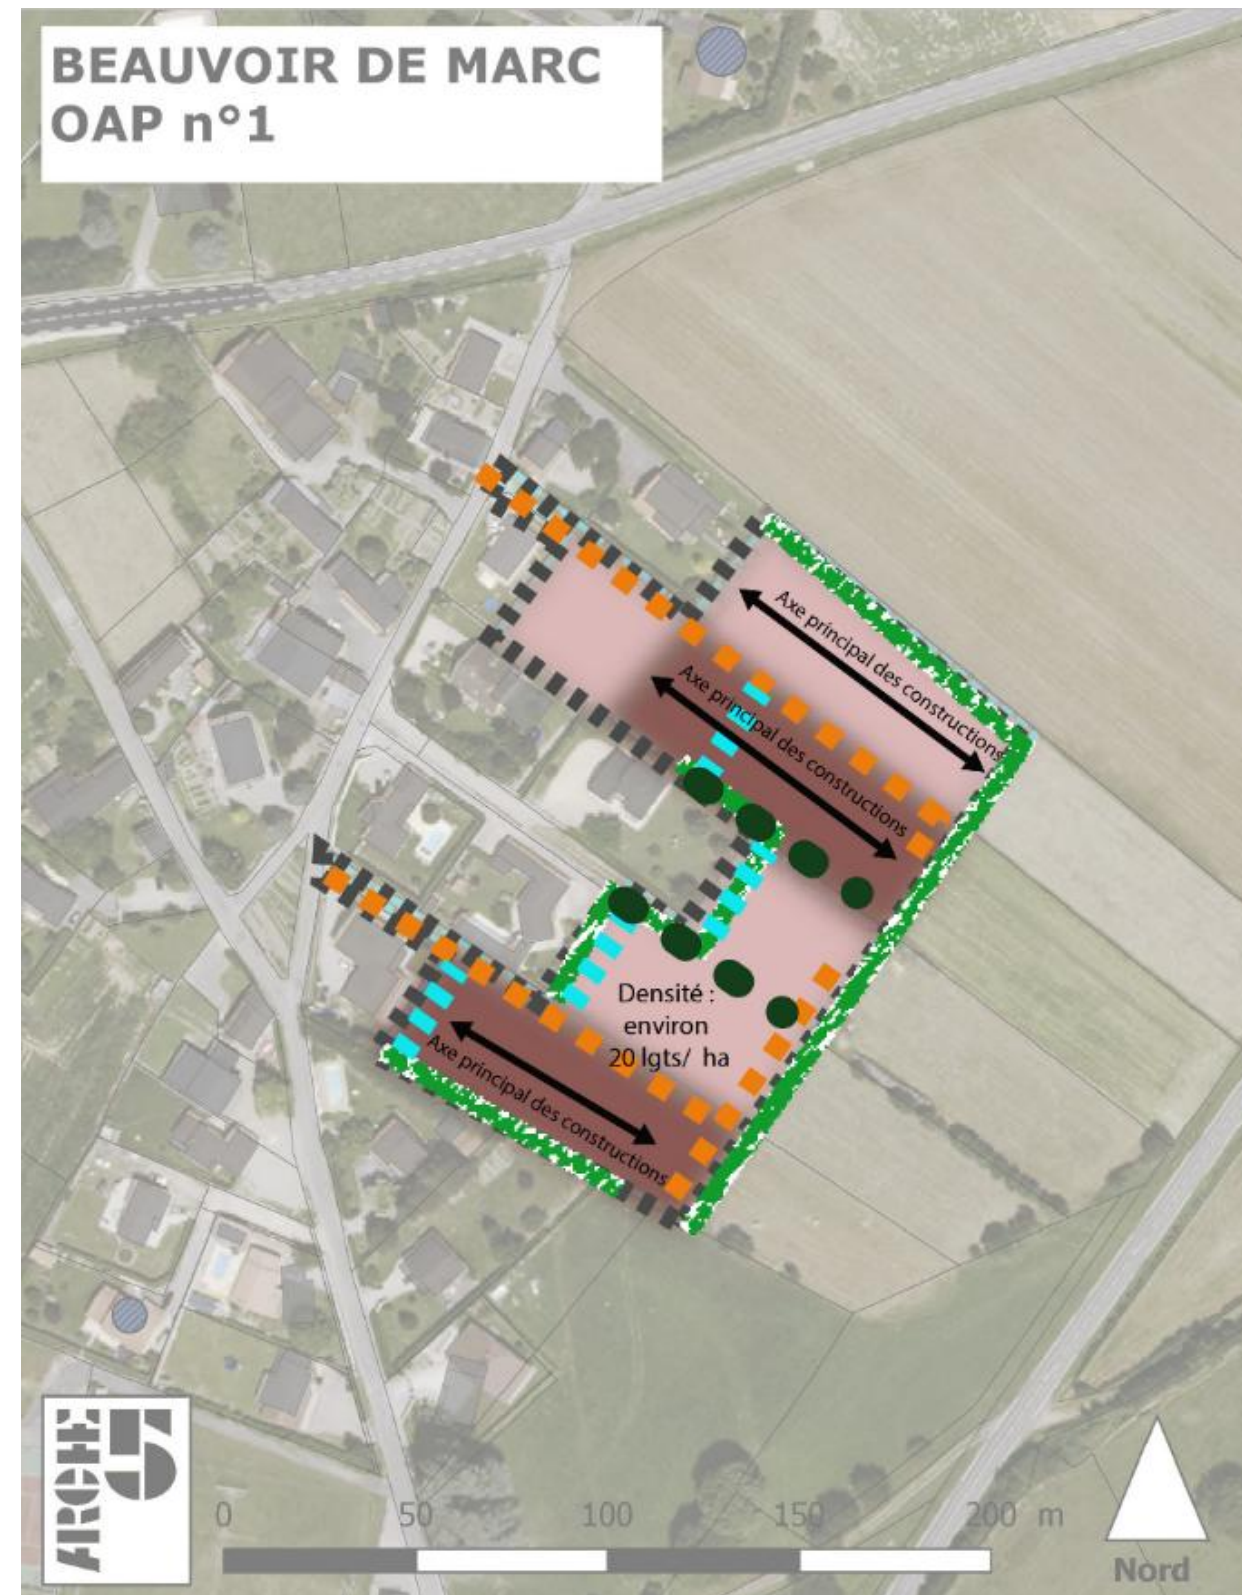 BEAUVOIR DE MARC
OAP n°1
Axe principal des constructions
Axe principal des constructions
Densité :
environ
20 lgts/ ha
Axe principal des constructions
ARCHE 5
0 50 100 150 200 m
Nord